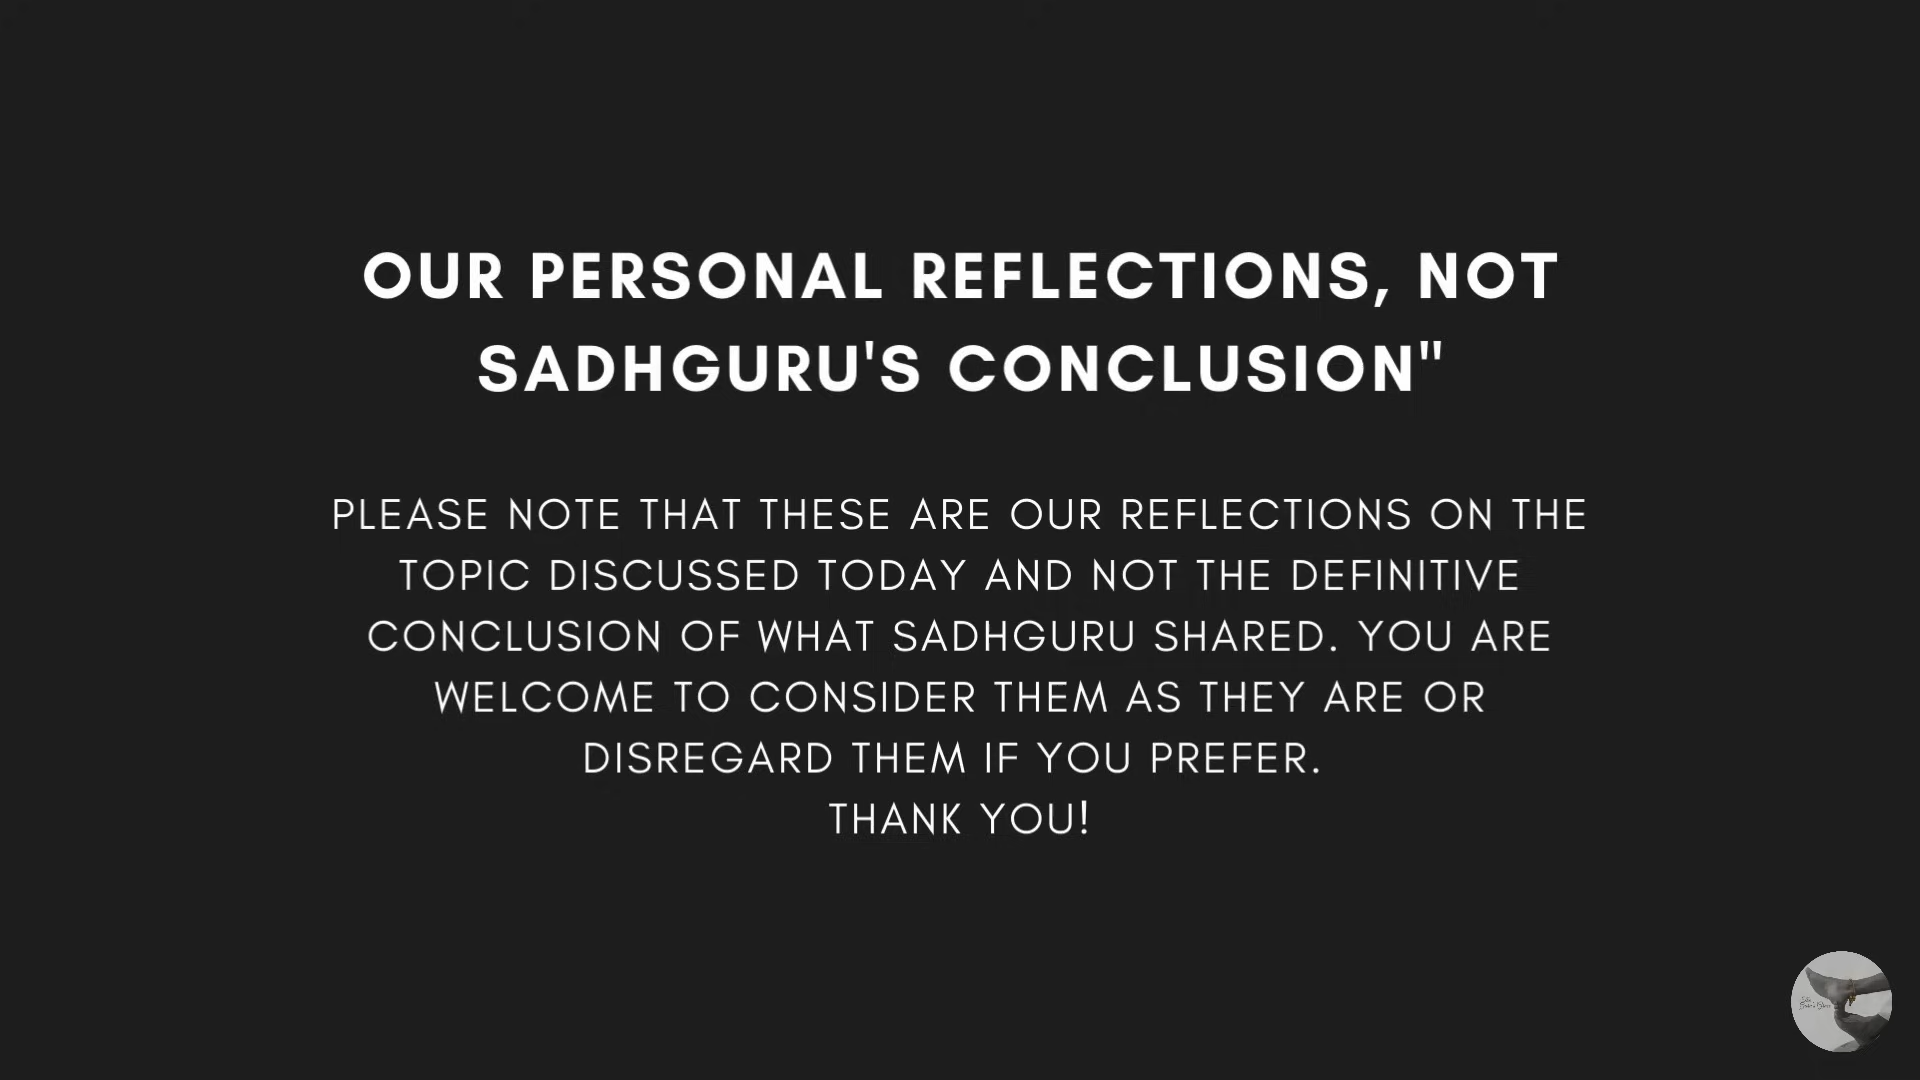 OUR PERSONAL REFLECTIONS, NOT
SADHGURU'S CONCLUSION"
PLEASE NOTE THAT THESE ARE OUR REFLECTIONS ON THE
TOPIC DISCUSSED TODAY AND NOT THE DEFINITIVE
CONCLUSION OF WHAT SADHGURU SHARED. YOU ARE
WELCOME TO CONSIDER THEM AS THEY ARE OR
DISREGARD THEM IF YOU PREFER.
THANK YOU!